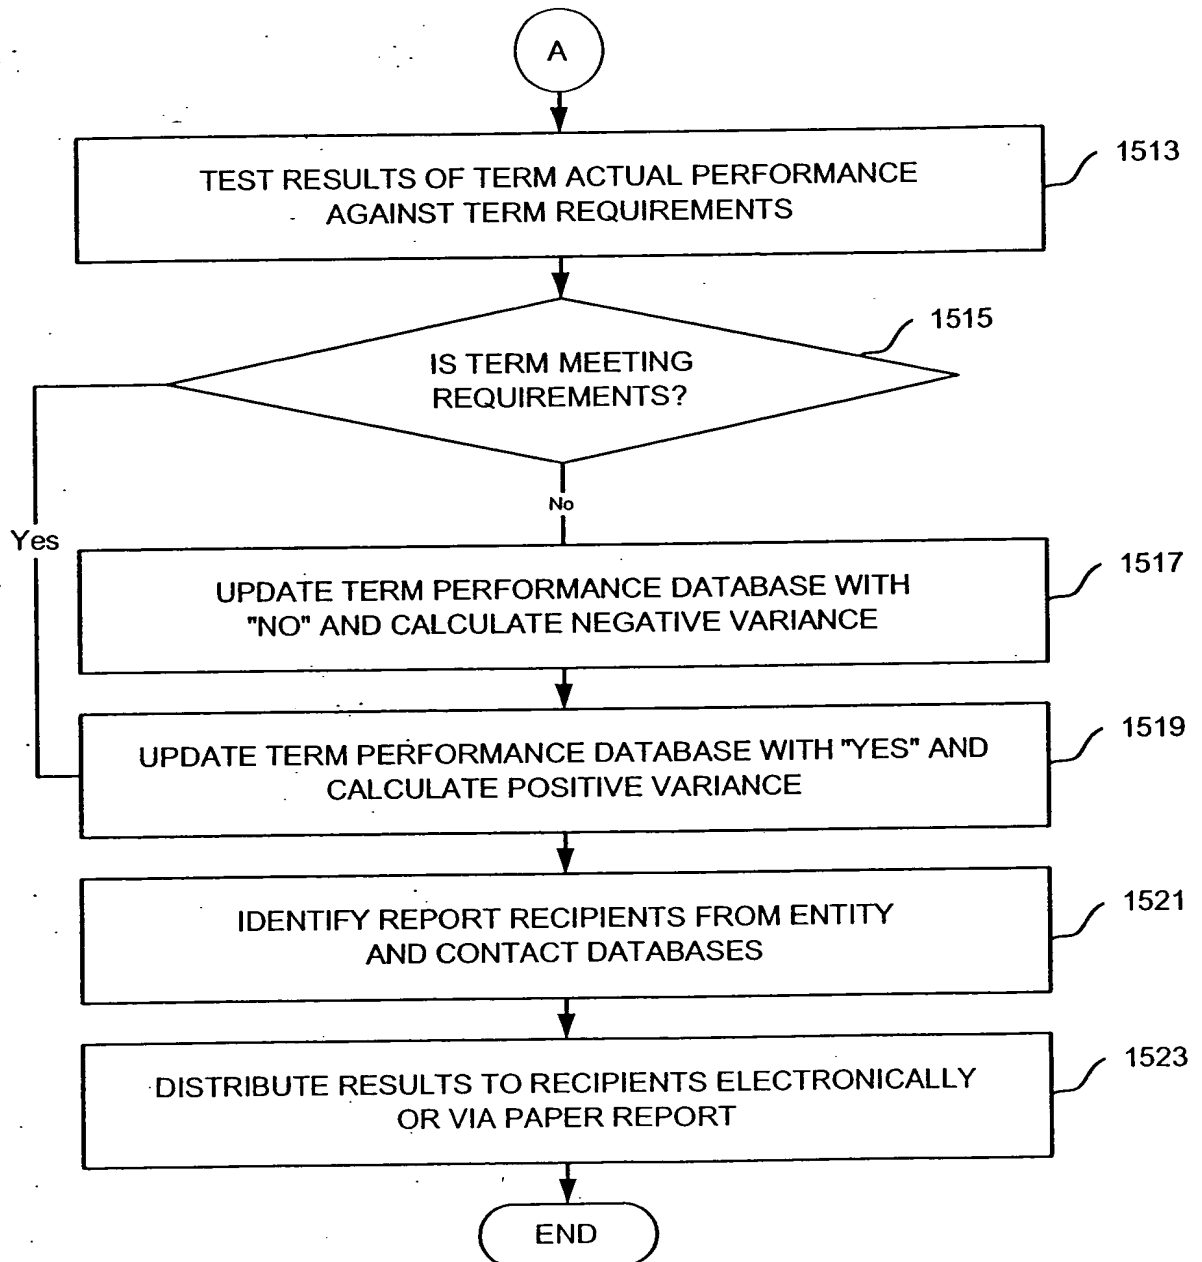 A
TEST RESULTS OF TERM ACTUAL PERFORMANCE
AGAINST TERM REQUIREMENTS
1513
IS TERM MEETING
REQUIREMENTS?
1515
No
Yes
UPDATE TERM PERFORMANCE DATABASE WITH
"NO" AND CALCULATE NEGATIVE VARIANCE
1517
UPDATE TERM PERFORMANCE DATABASE WITH "YES" AND
CALCULATE POSITIVE VARIANCE
1519
IDENTIFY REPORT RECIPIENTS FROM ENTITY
AND CONTACT DATABASES
1521
DISTRIBUTE RESULTS TO RECIPIENTS ELECTRONICALLY
OR VIA PAPER REPORT
1523
END